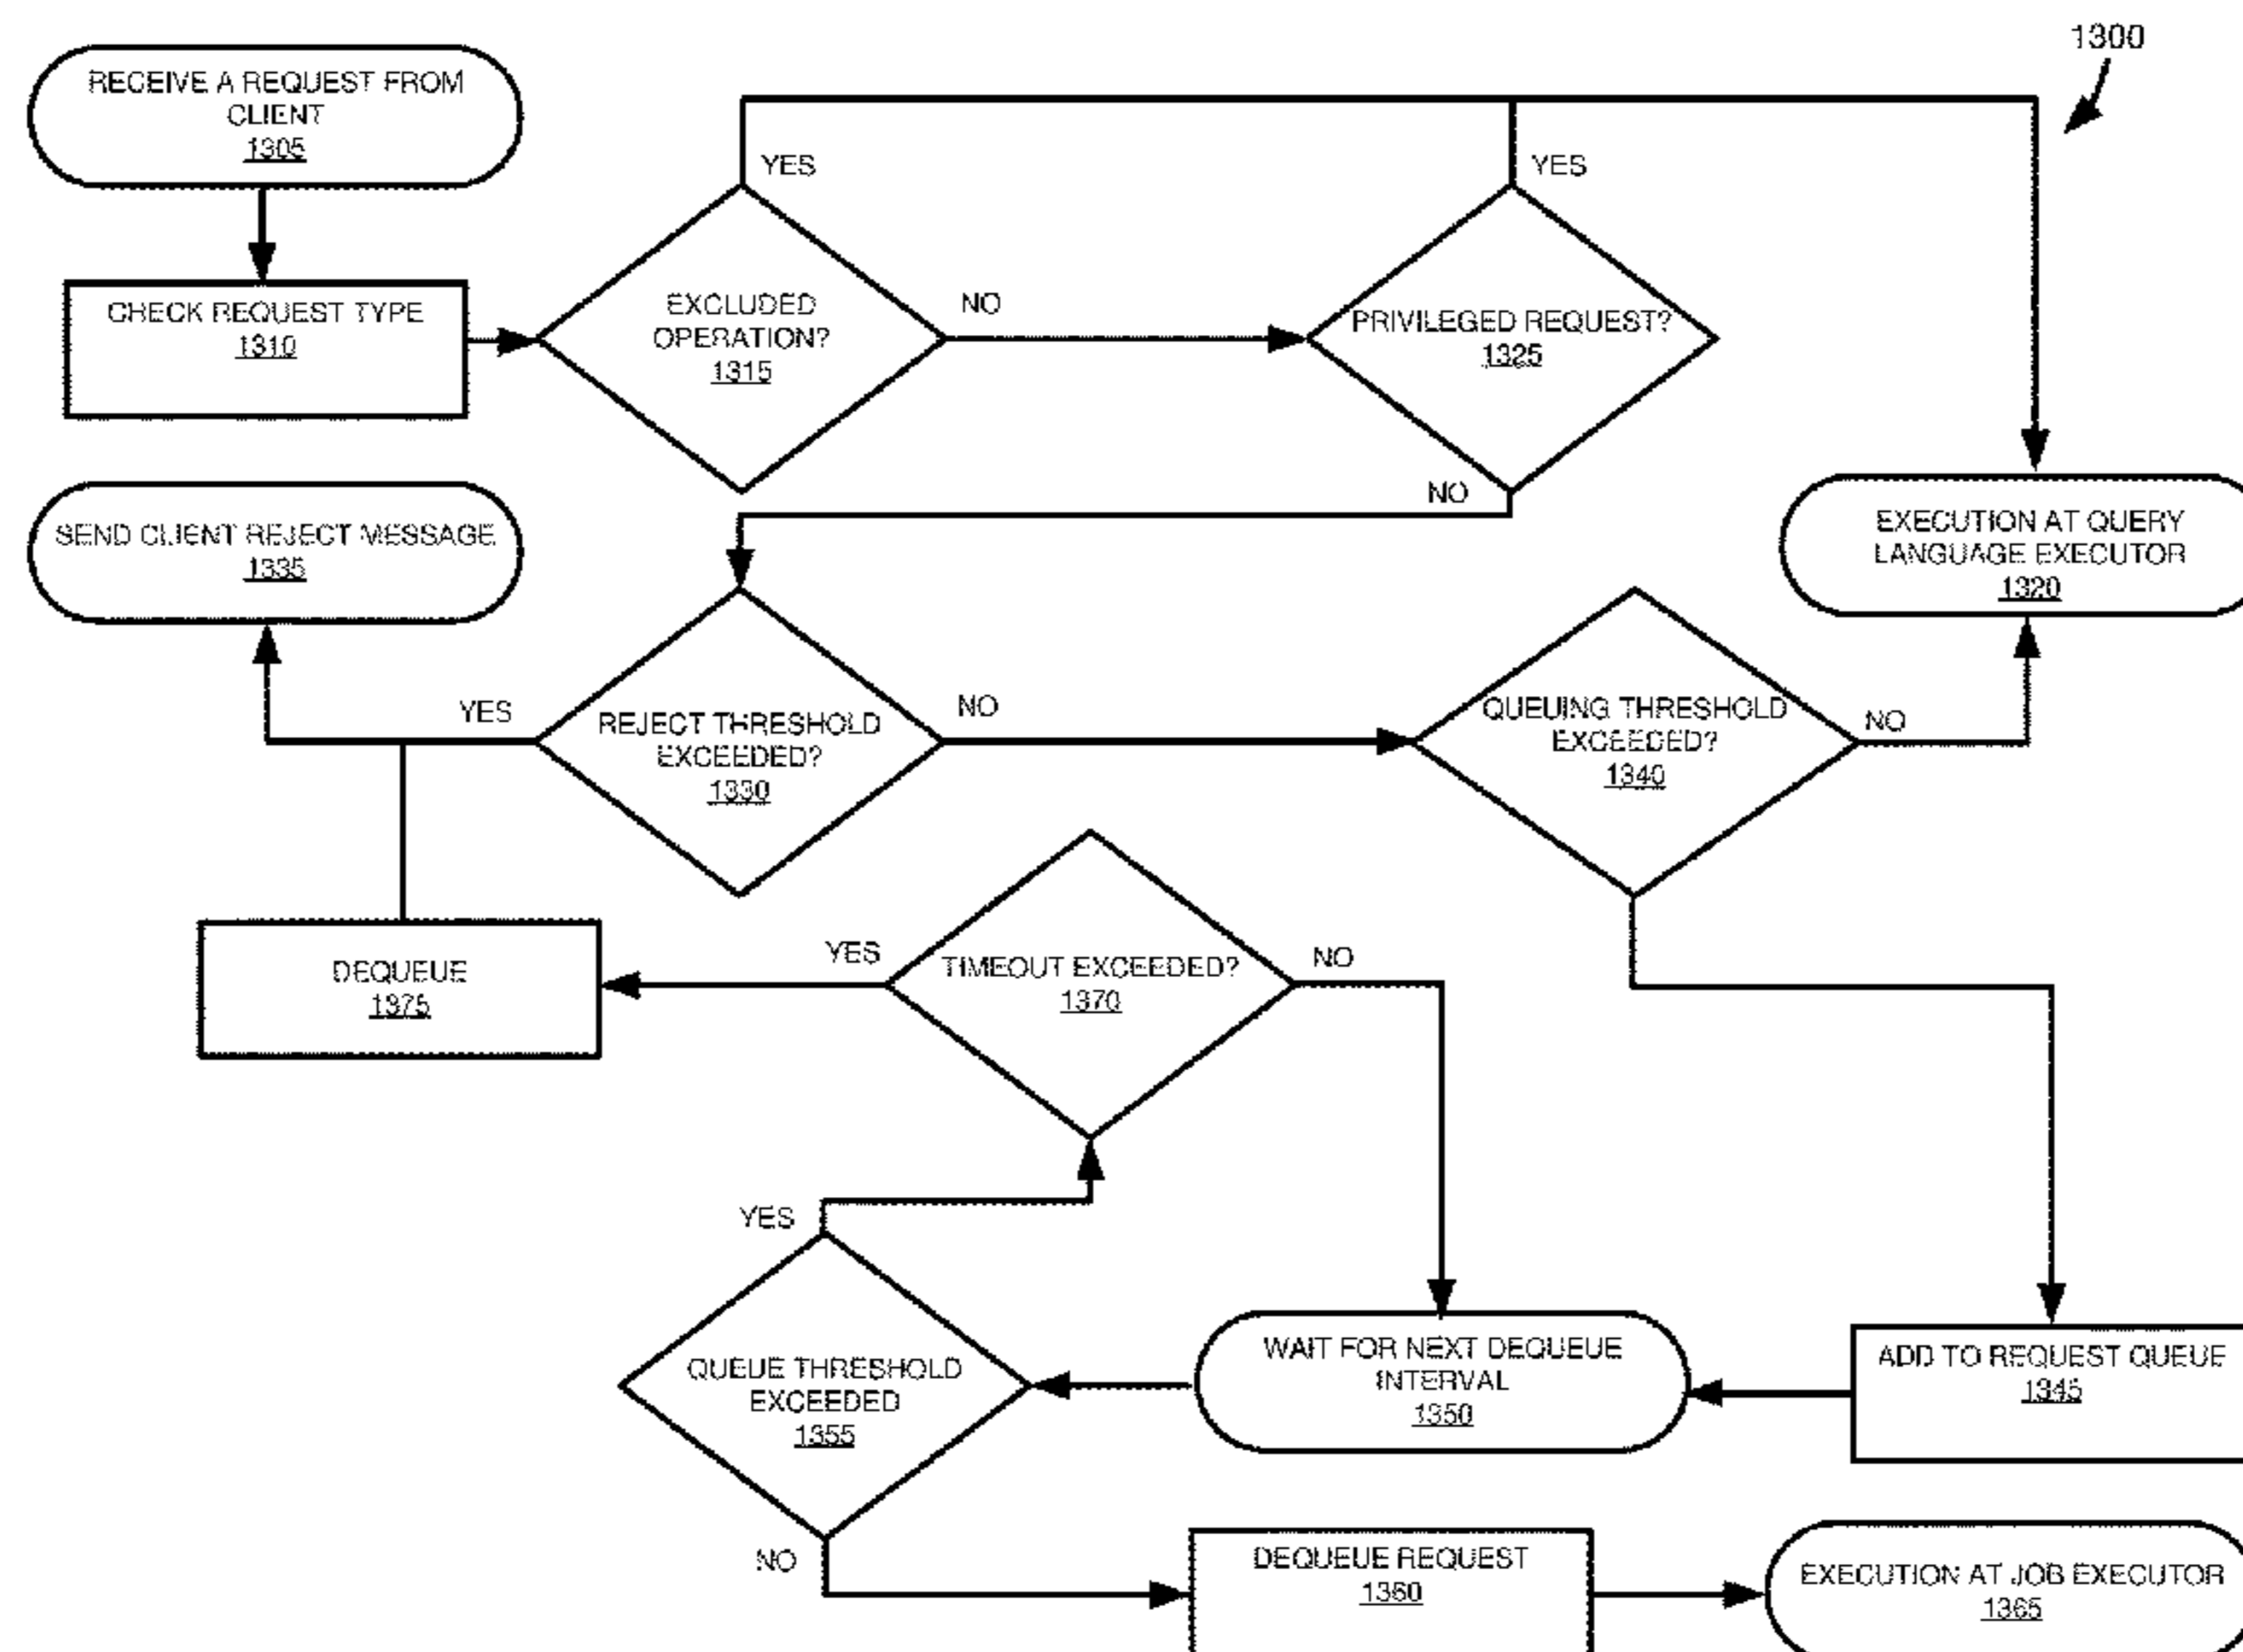 1300
RECEIVE A REQUEST FROM
CLIENT
1305
YES
YES
CHECK REQUEST TYPE
1310
EXCLUDED
OPERATION?
1315
NO
PRIVILEGED REQUEST?
1325
NO
SEND CLIENT REJECT MESSAGE
1335
EXECUTION AT QUERY
LANGUAGE EXECUTOR
1320
YES
REJECT THRESHOLD
EXCEEDED?
1330
NO
QUEUING THRESHOLD
EXCEEDED?
1340
NO
DEQUEUE
1375
YES
TIMEOUT EXCEEDED?
1370
NO
YES
QUEUE THRESHOLD
EXCEEDED
1355
WAIT FOR NEXT DEQUEUE
INTERVAL
1350
ADD TO REQUEST QUEUE
1345
NO
DEQUEUE REQUEST
1360
EXECUTION AT JOB EXECUTOR
1365